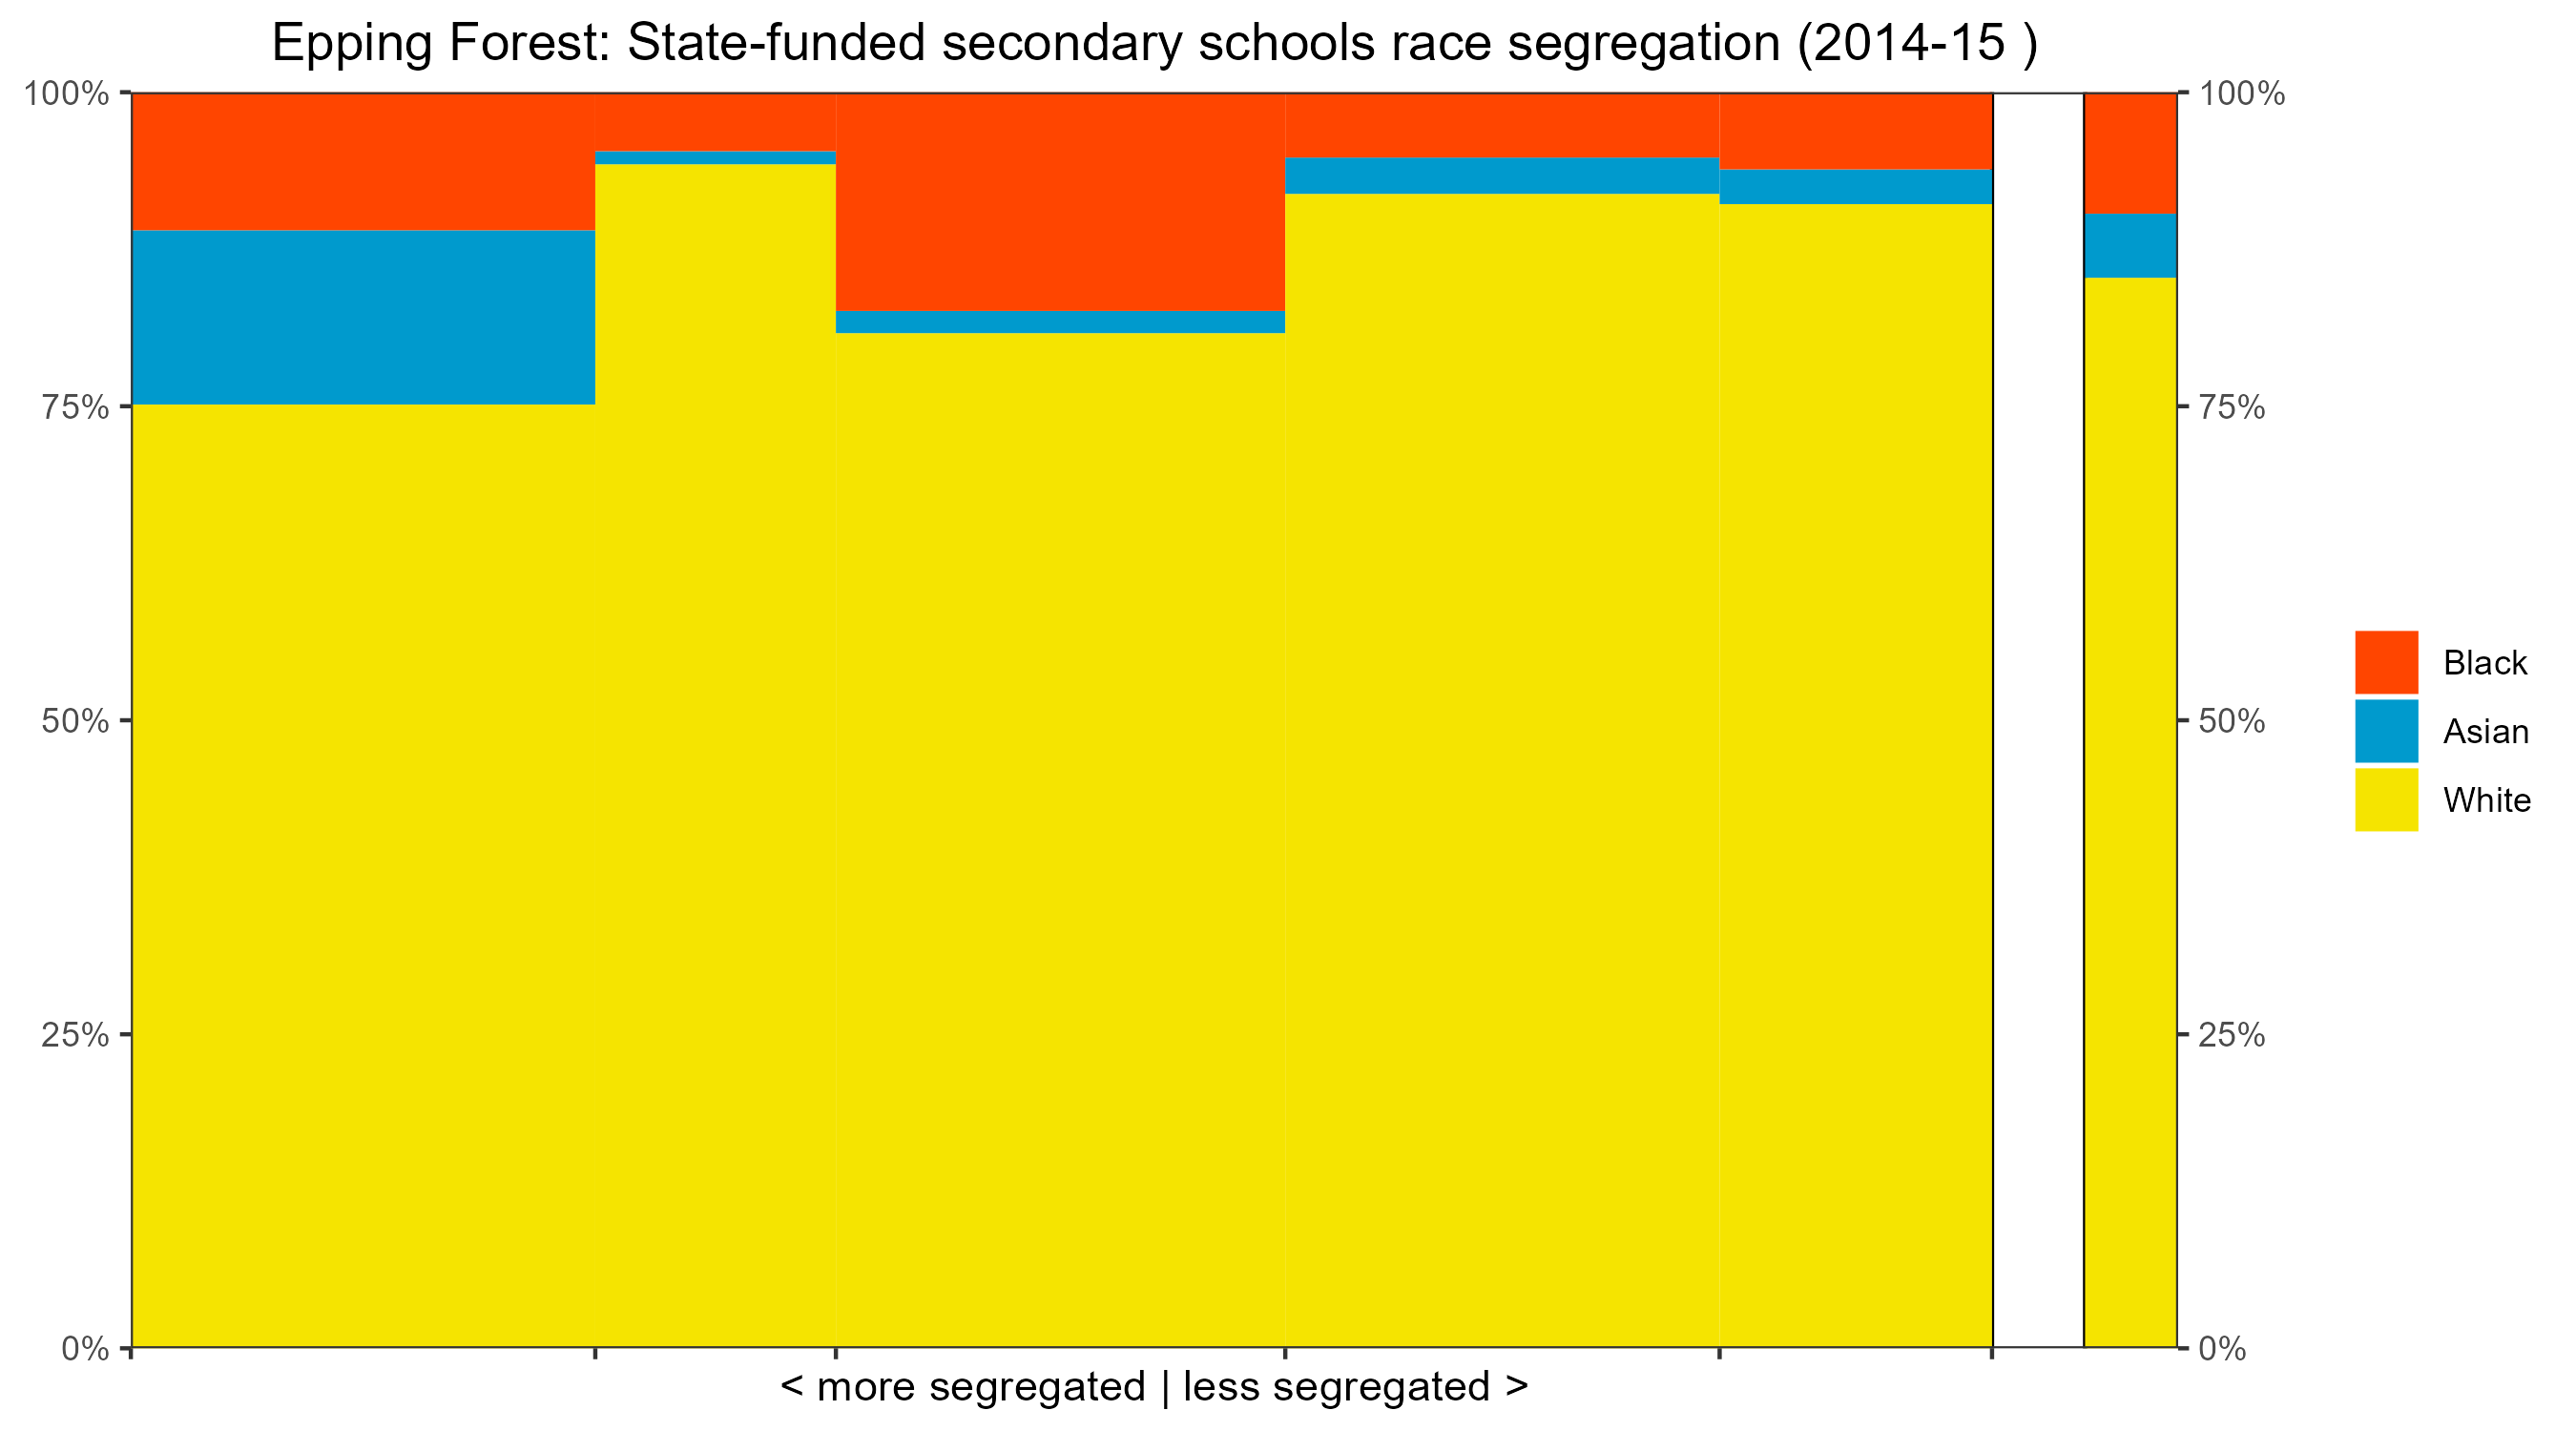 Epping Forest: State-funded secondary schools race segregation (2014-15 )
100%
75%
50%
25%
0%
100%
75%
50%
25%
0%
Black
Asian
White
< more segregated | less segregated >